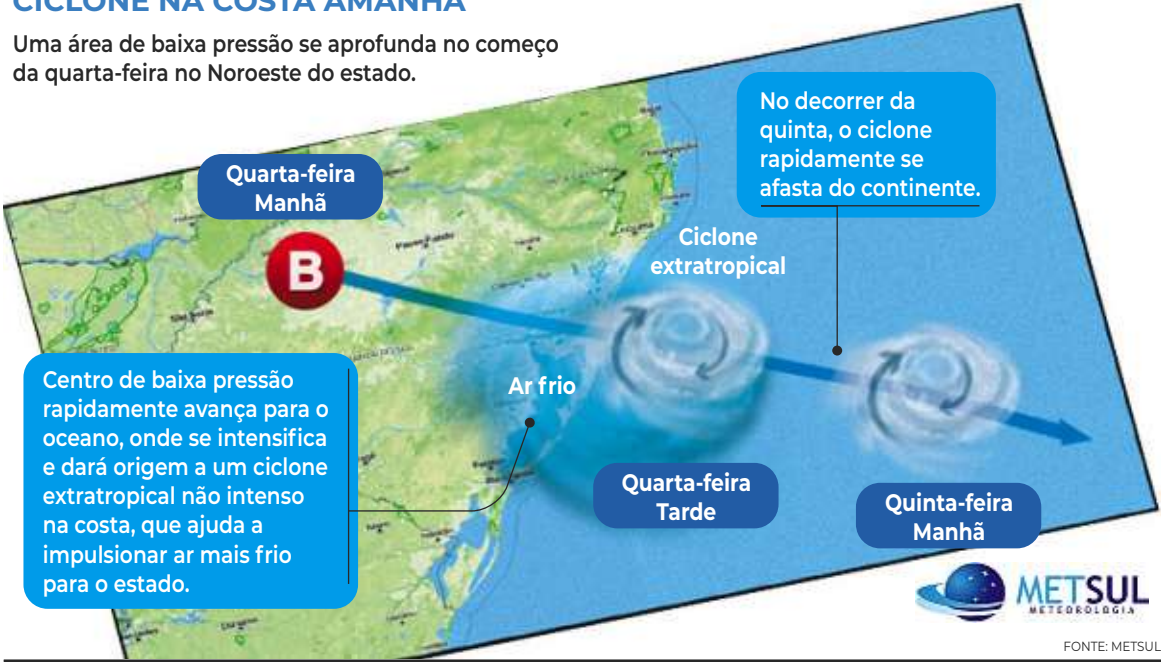 CICLONE NA COSTA AMANHÃ
Uma área de baixa pressão se aprofunda no começo
da quarta-feira no Noroeste do estado.
Quarta-feira
Manhã
B
No decorrer da
quinta, o ciclone
rapidamente se
afasta do continente.
Ciclone
extratropical
Passo Fundo
Centro de baixa pressão
rapidamente avança para o
oceano, onde se intensifica
e dará origem a um ciclone
extratropical não intenso
na costa, que ajuda a
impulsionar ar mais frio
para o estado.
Ar frio
Quarta-feira
Tarde
Quinta-feira
Manhã
METSUL
METEOROLOGIA
FONTE: METSUL